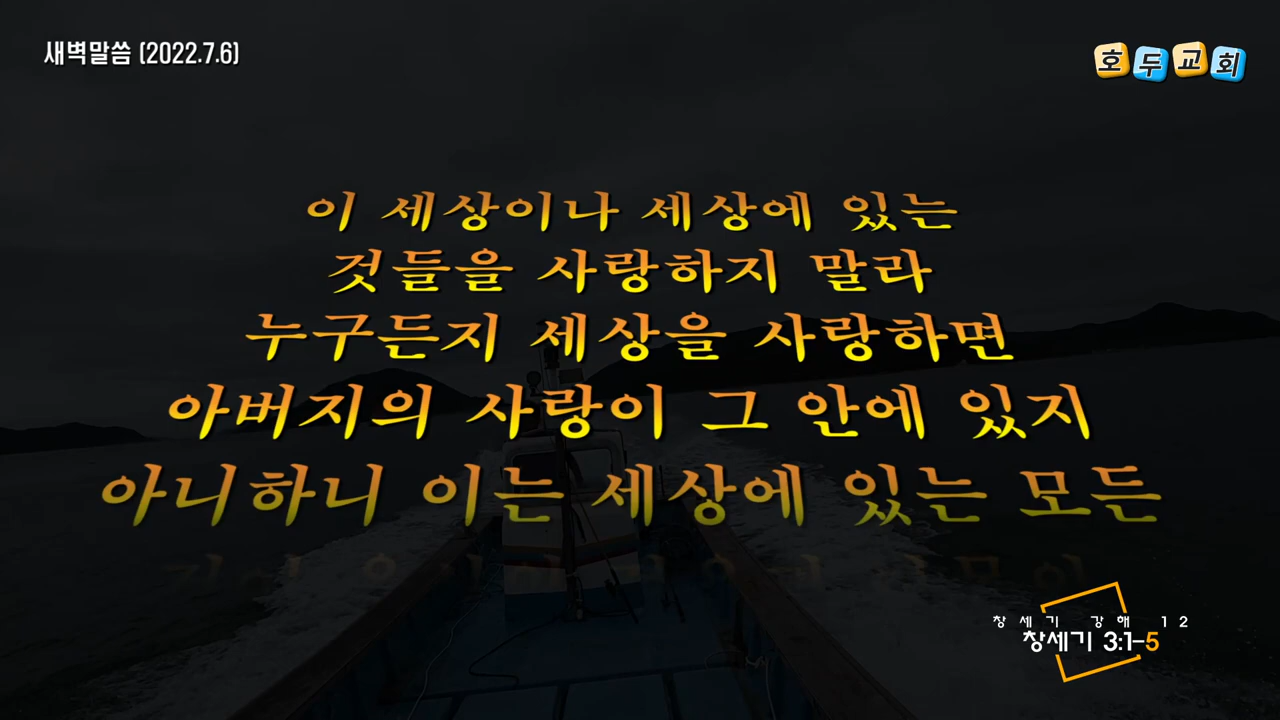 새벽말씀 (2022.7.6)
호두교회
이 세상이나 세상에 있는
것들을 사랑하지 말라
누구든지 세상을 사랑하면
아버지의 사랑이 그 안에 있지
아니하니 이는 세상에 있는 모든
창세기 강해 12
창세기 3:1-5